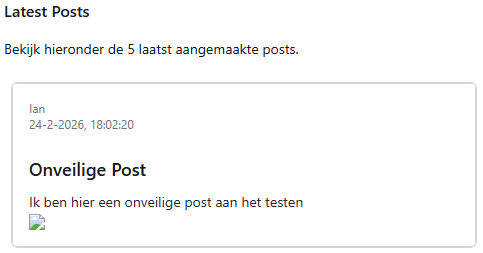 Latest Posts
Bekijk hieronder de 5 laatst aangemaakte posts.
Ian
24-2-2026, 18:02:20
Onveilige Post
Ik ben hier een onveilige post aan het testen